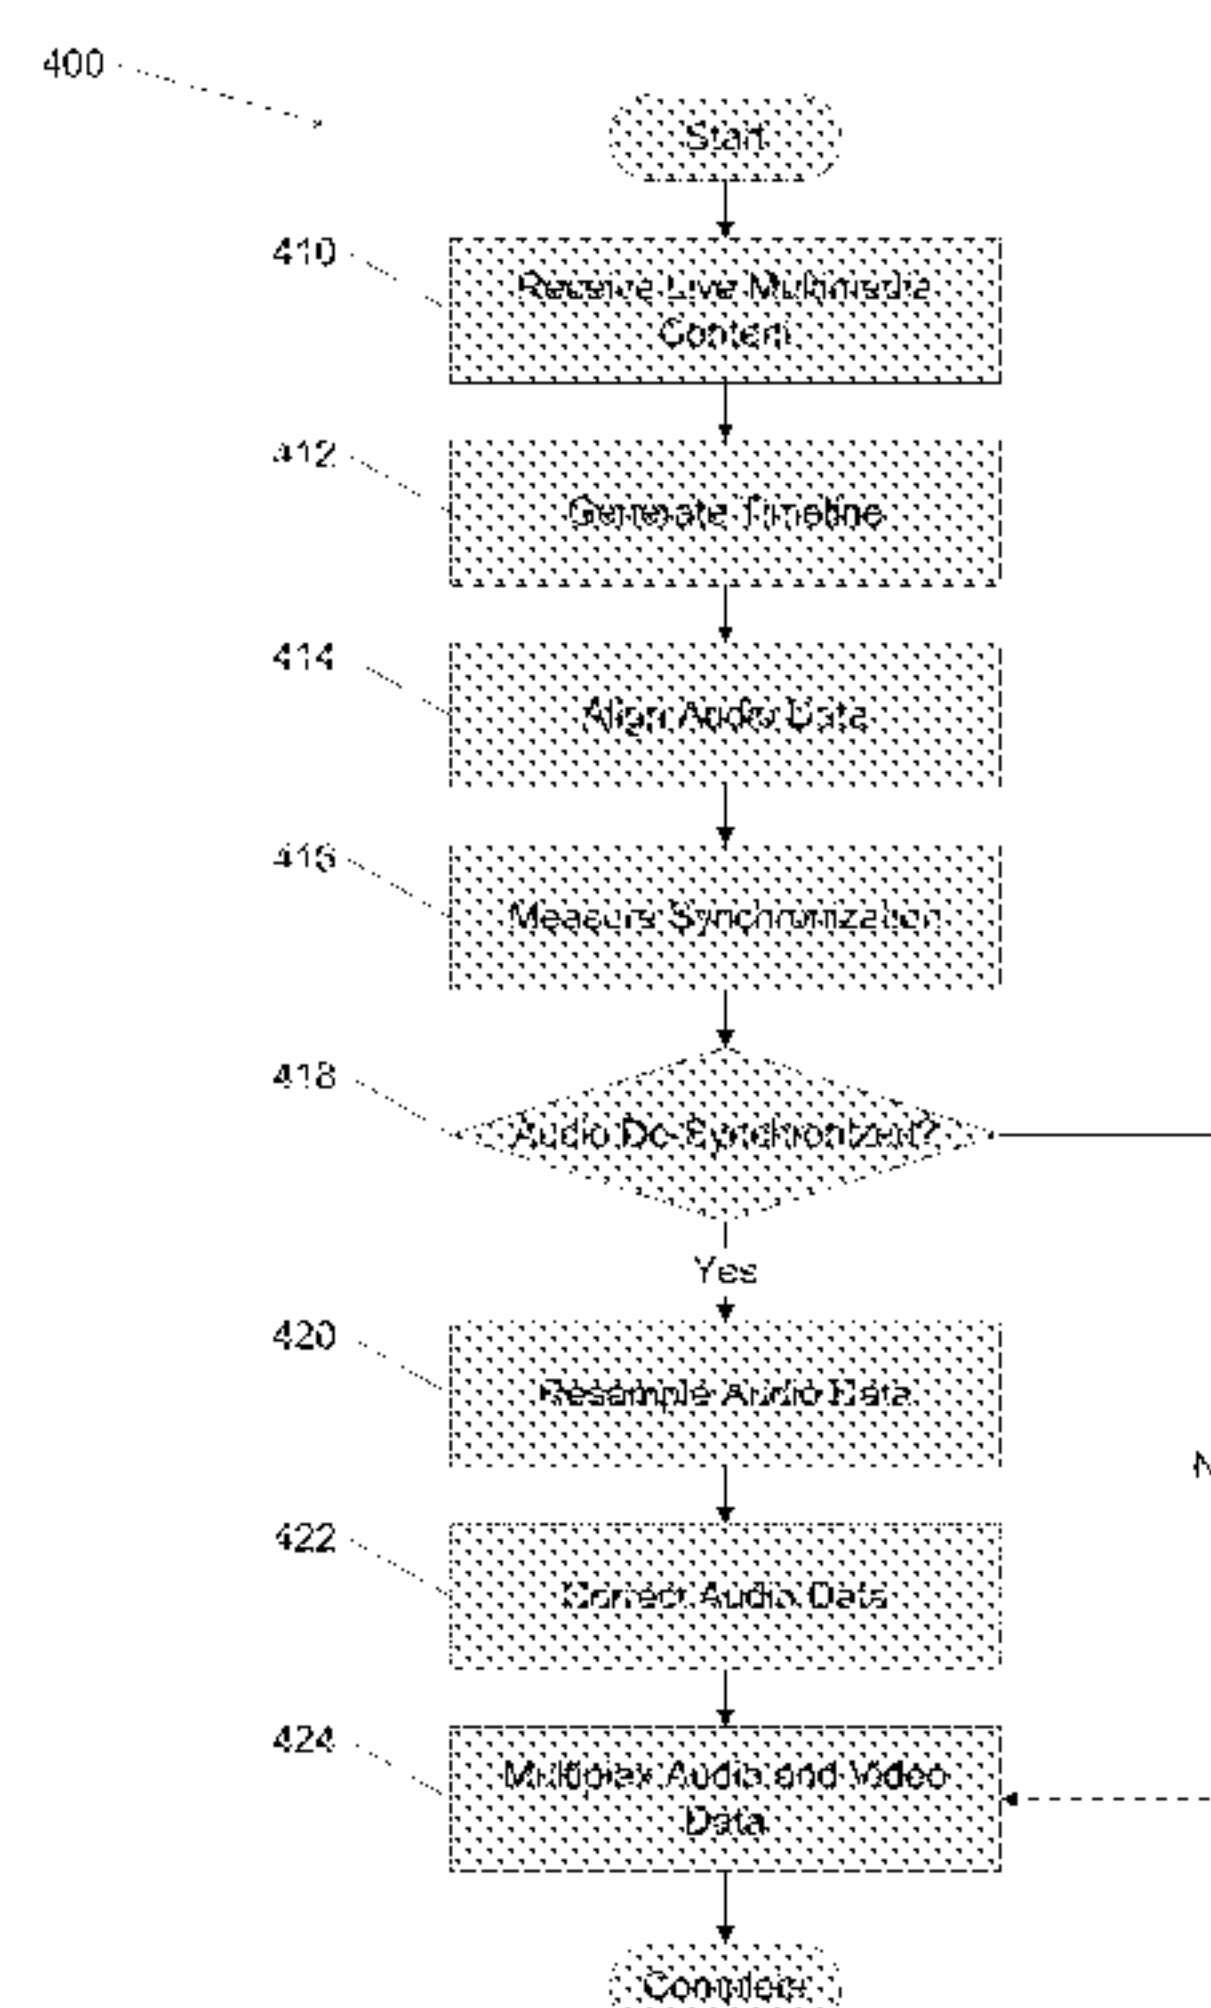 400
Start
410
Receive Live Multimedia
Content
412
Generate Timeline
414
Align Audio Data
416
Measure Synchronization
418
Audio De-Synchronized?
Yes
420
Resample Audio Data
N
422
Correct Audio Data
424
Multiplex Audio and Video
Data
Complete